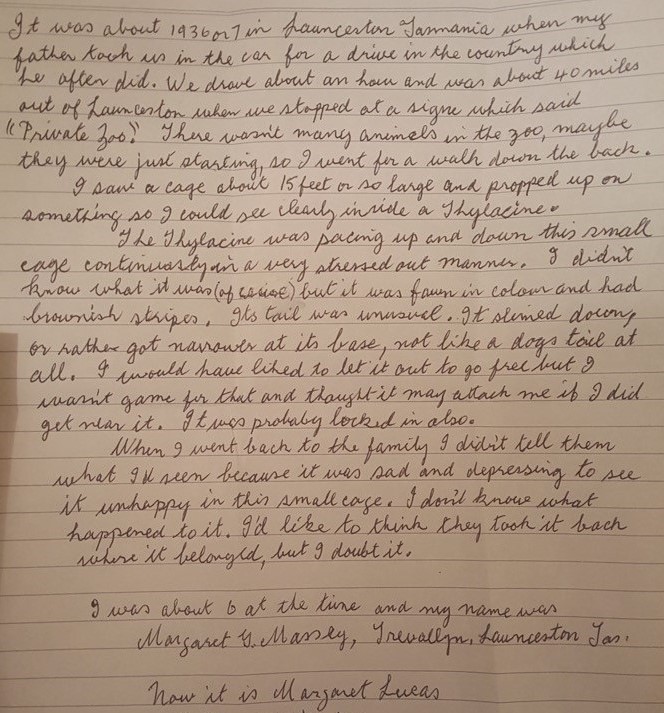 It was about 1936 or 7 in Launceston Tasmania when my
father took us in the car for a drive in the country which
he often did. We drove about an hour and was about 40 miles
out of Launceston when we stopped at a signe which said
"Private Zoo". There wasn't many animals in the zoo, maybe
they were just starting, so I went for a walk down the back.
I saw a cage about 15 feet or so large and propped up on
something so I could see clearly inside a Thylacine.
The Thylacine was pacing up and down this small
cage continuosly in a very stressed out manner. I didn't
know what it was (of cause) but it was fawn in colour and had
brownish stripes. Its tail was unusual. It slimed down,
or rather got narrower at its base, not like a dogs tail at
all. I would have liked to let it out to go free but I
wasn't game for that and thought it may attack me if I did
get near it. It was probaly locked in also.
When I went back to the family I didn't tell them
what I'd seen because it was sad and depressing to see
it unhappy in this small cage. I don't know what
happened to it. I'd like to think they took it back
where it belonged, but I doubt it.
I was about 6 at the time and my name was
Margaret G. Massey, Trevallyn, Launceston Tas.
Now it is Margaret Lucas